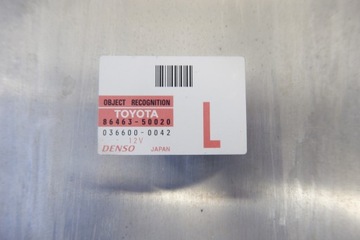 OBJECT RECOGNITION
TOYOTA
86463-50020
036600-0042
12V
DENSO JAPAN
L